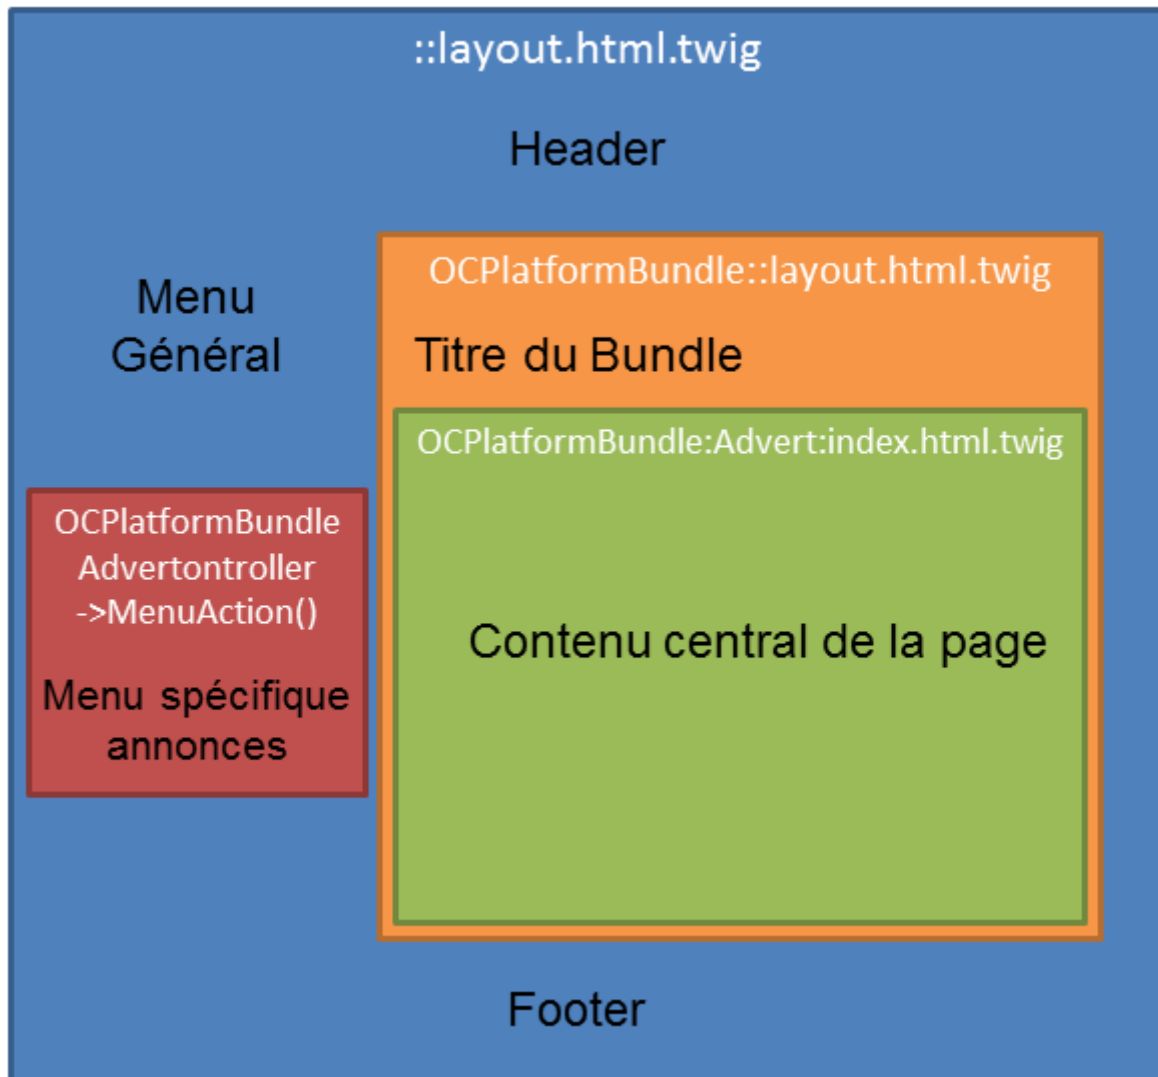 ::layout.html.twig
Header
Menu
Général
OCPlatformBundle::layout.html.twig
Titre du Bundle
OCPlatformBundle:Advert:index.html.twig
Contenu central de la page
OCPlatformBundle
Advertontroller
->MenuAction()
Menu spécifique
annonces
Footer